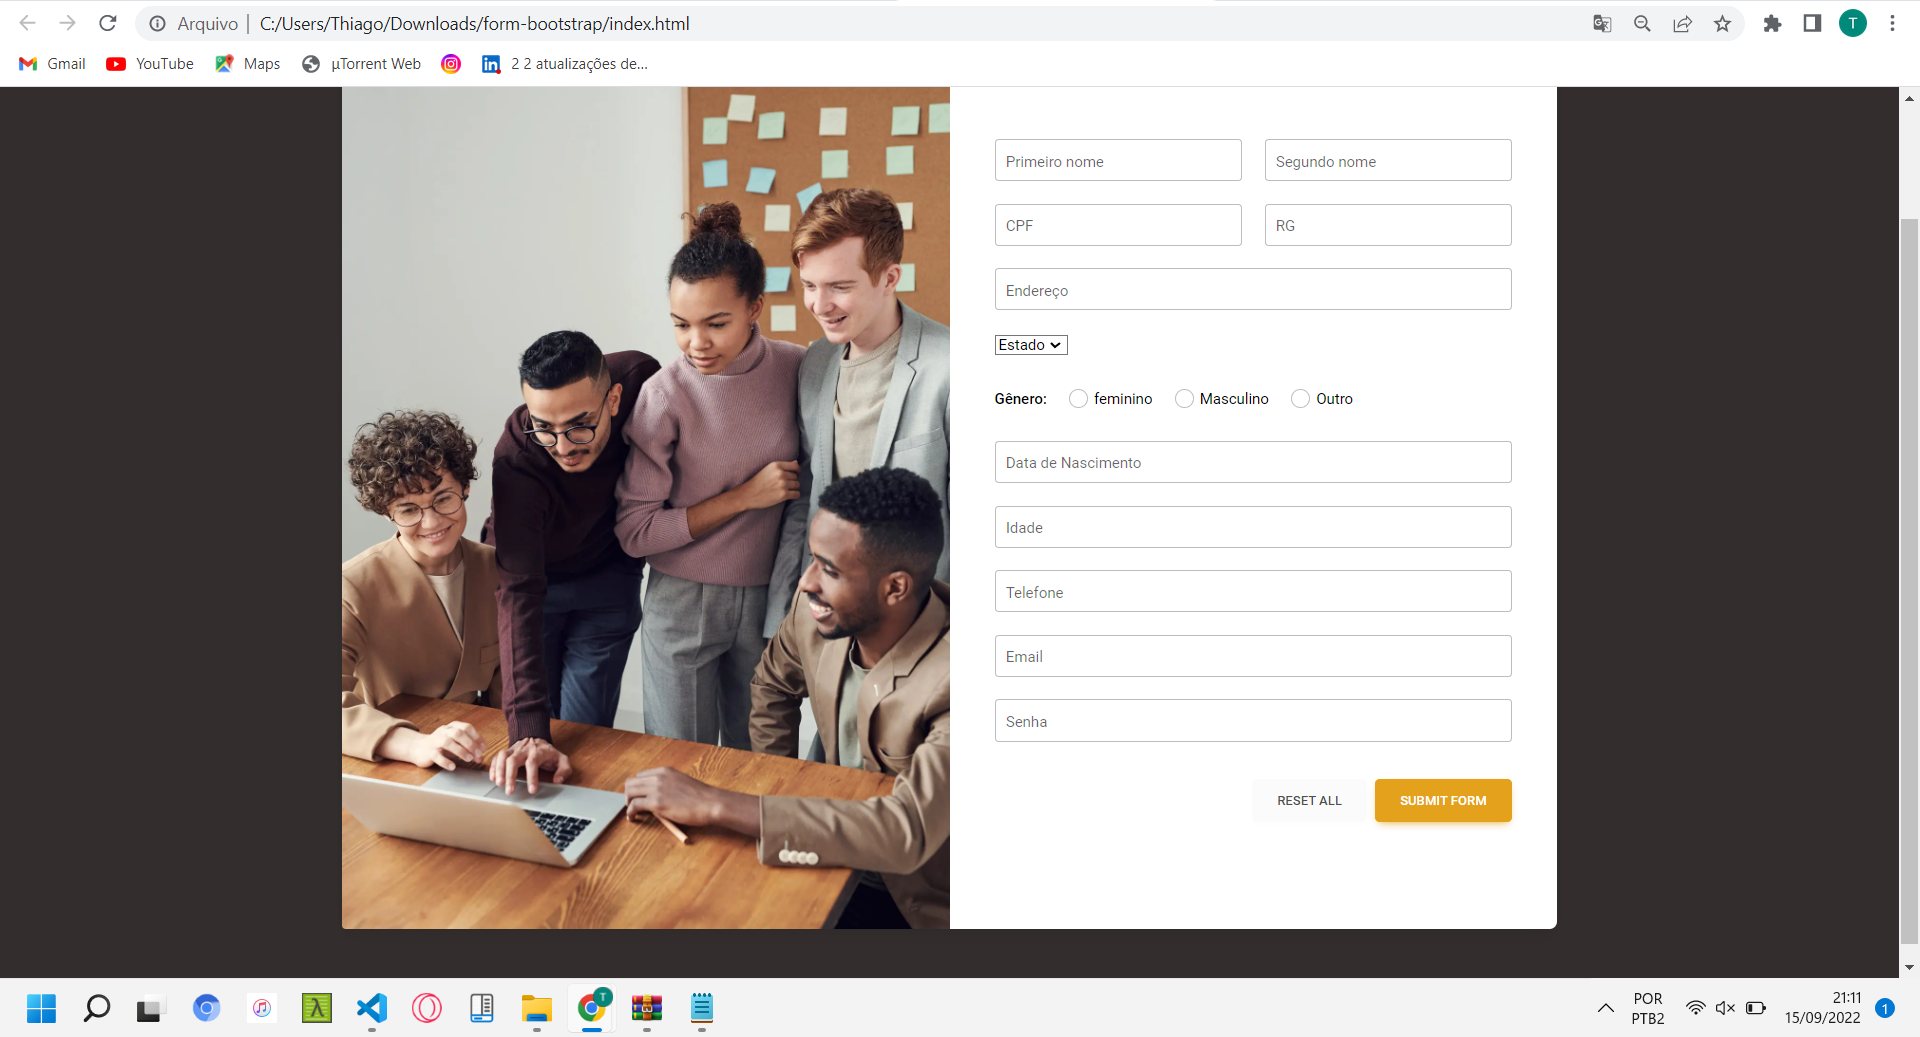 Arquivo | C:/Users/Thiago/Downloads/form-bootstrap/index.html
T
Gmail YouTube Maps µTorrent Web 2 2 atualizações de...
Primeiro nome Segundo nome
CPF RG
Endereço
Estado
Gênero: feminino Masculino Outro
Data de Nascimento
Idade
Telefone
Email
Senha
RESET ALL SUBMIT FORM
T
POR
PTB2
21:11
15/09/2022
1